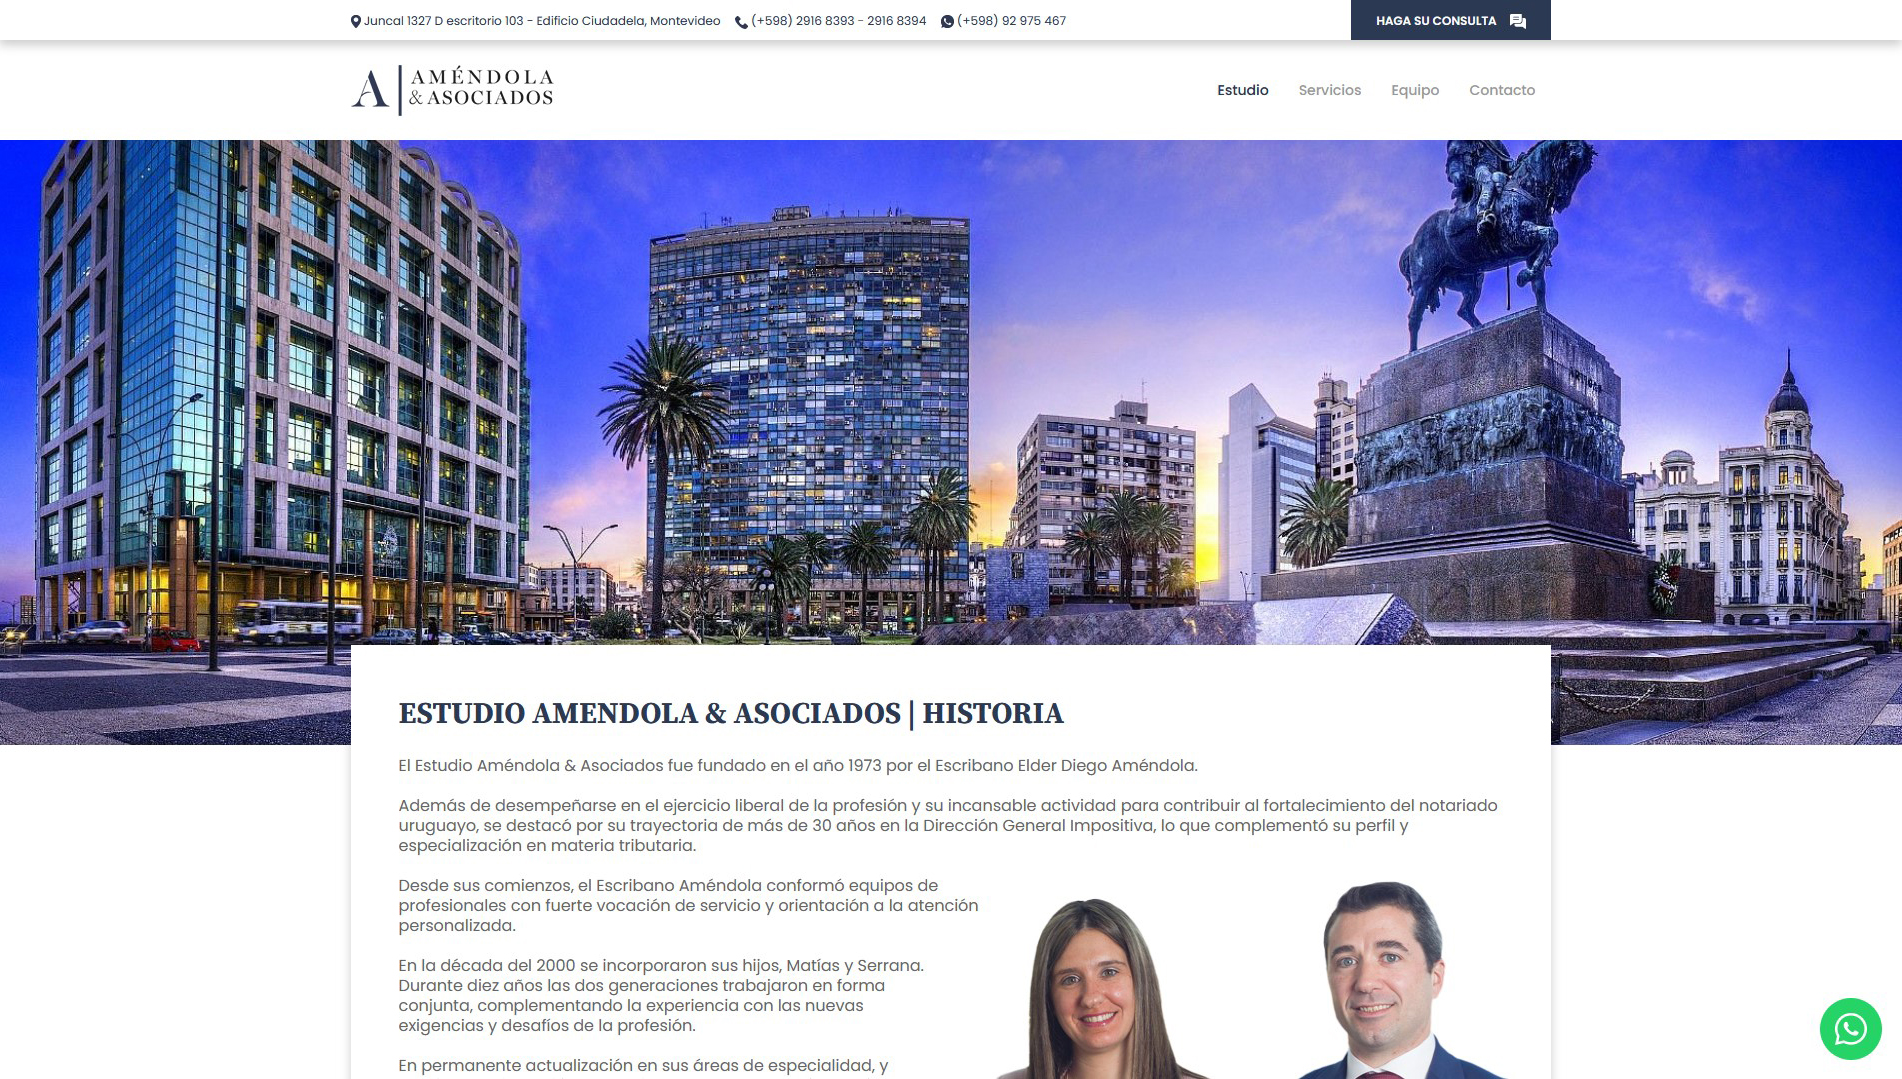 Juncal 1327 D escritorio 103 - Edificio Ciudadela, Montevideo (+598) 2916 8393 - 2916 8394 (+598) 92 975 467 HAGA SU CONSULTA
A AMÉNDOLA
& ASOCIADOS
Estudio Servicios Equipo Contacto
ARTIGAS
ESTUDIO AMENDOLA & ASOCIADOS | HISTORIA
El Estudio Améndola & Asociados fue fundado en el año 1973 por el Escribano Elder Diego Améndola.
Además de desempeñarse en el ejercicio liberal de la profesión y su incansable actividad para contribuir al fortalecimiento del notariado
uruguayo, se destacó por su trayectoria de más de 30 años en la Dirección General Impositiva, lo que complementó su perfil y
especialización en materia tributaria.
Desde sus comienzos, el Escribano Améndola conformó equipos de
profesionales con fuerte vocación de servicio y orientación a la atención
personalizada.
En la década del 2000 se incorporaron sus hijos, Matías y Serrana.
Durante diez años las dos generaciones trabajaron en forma
conjunta, complementando la experiencia con las nuevas
exigencias y desafíos de la profesión.
En permanente actualización en sus áreas de especialidad, y